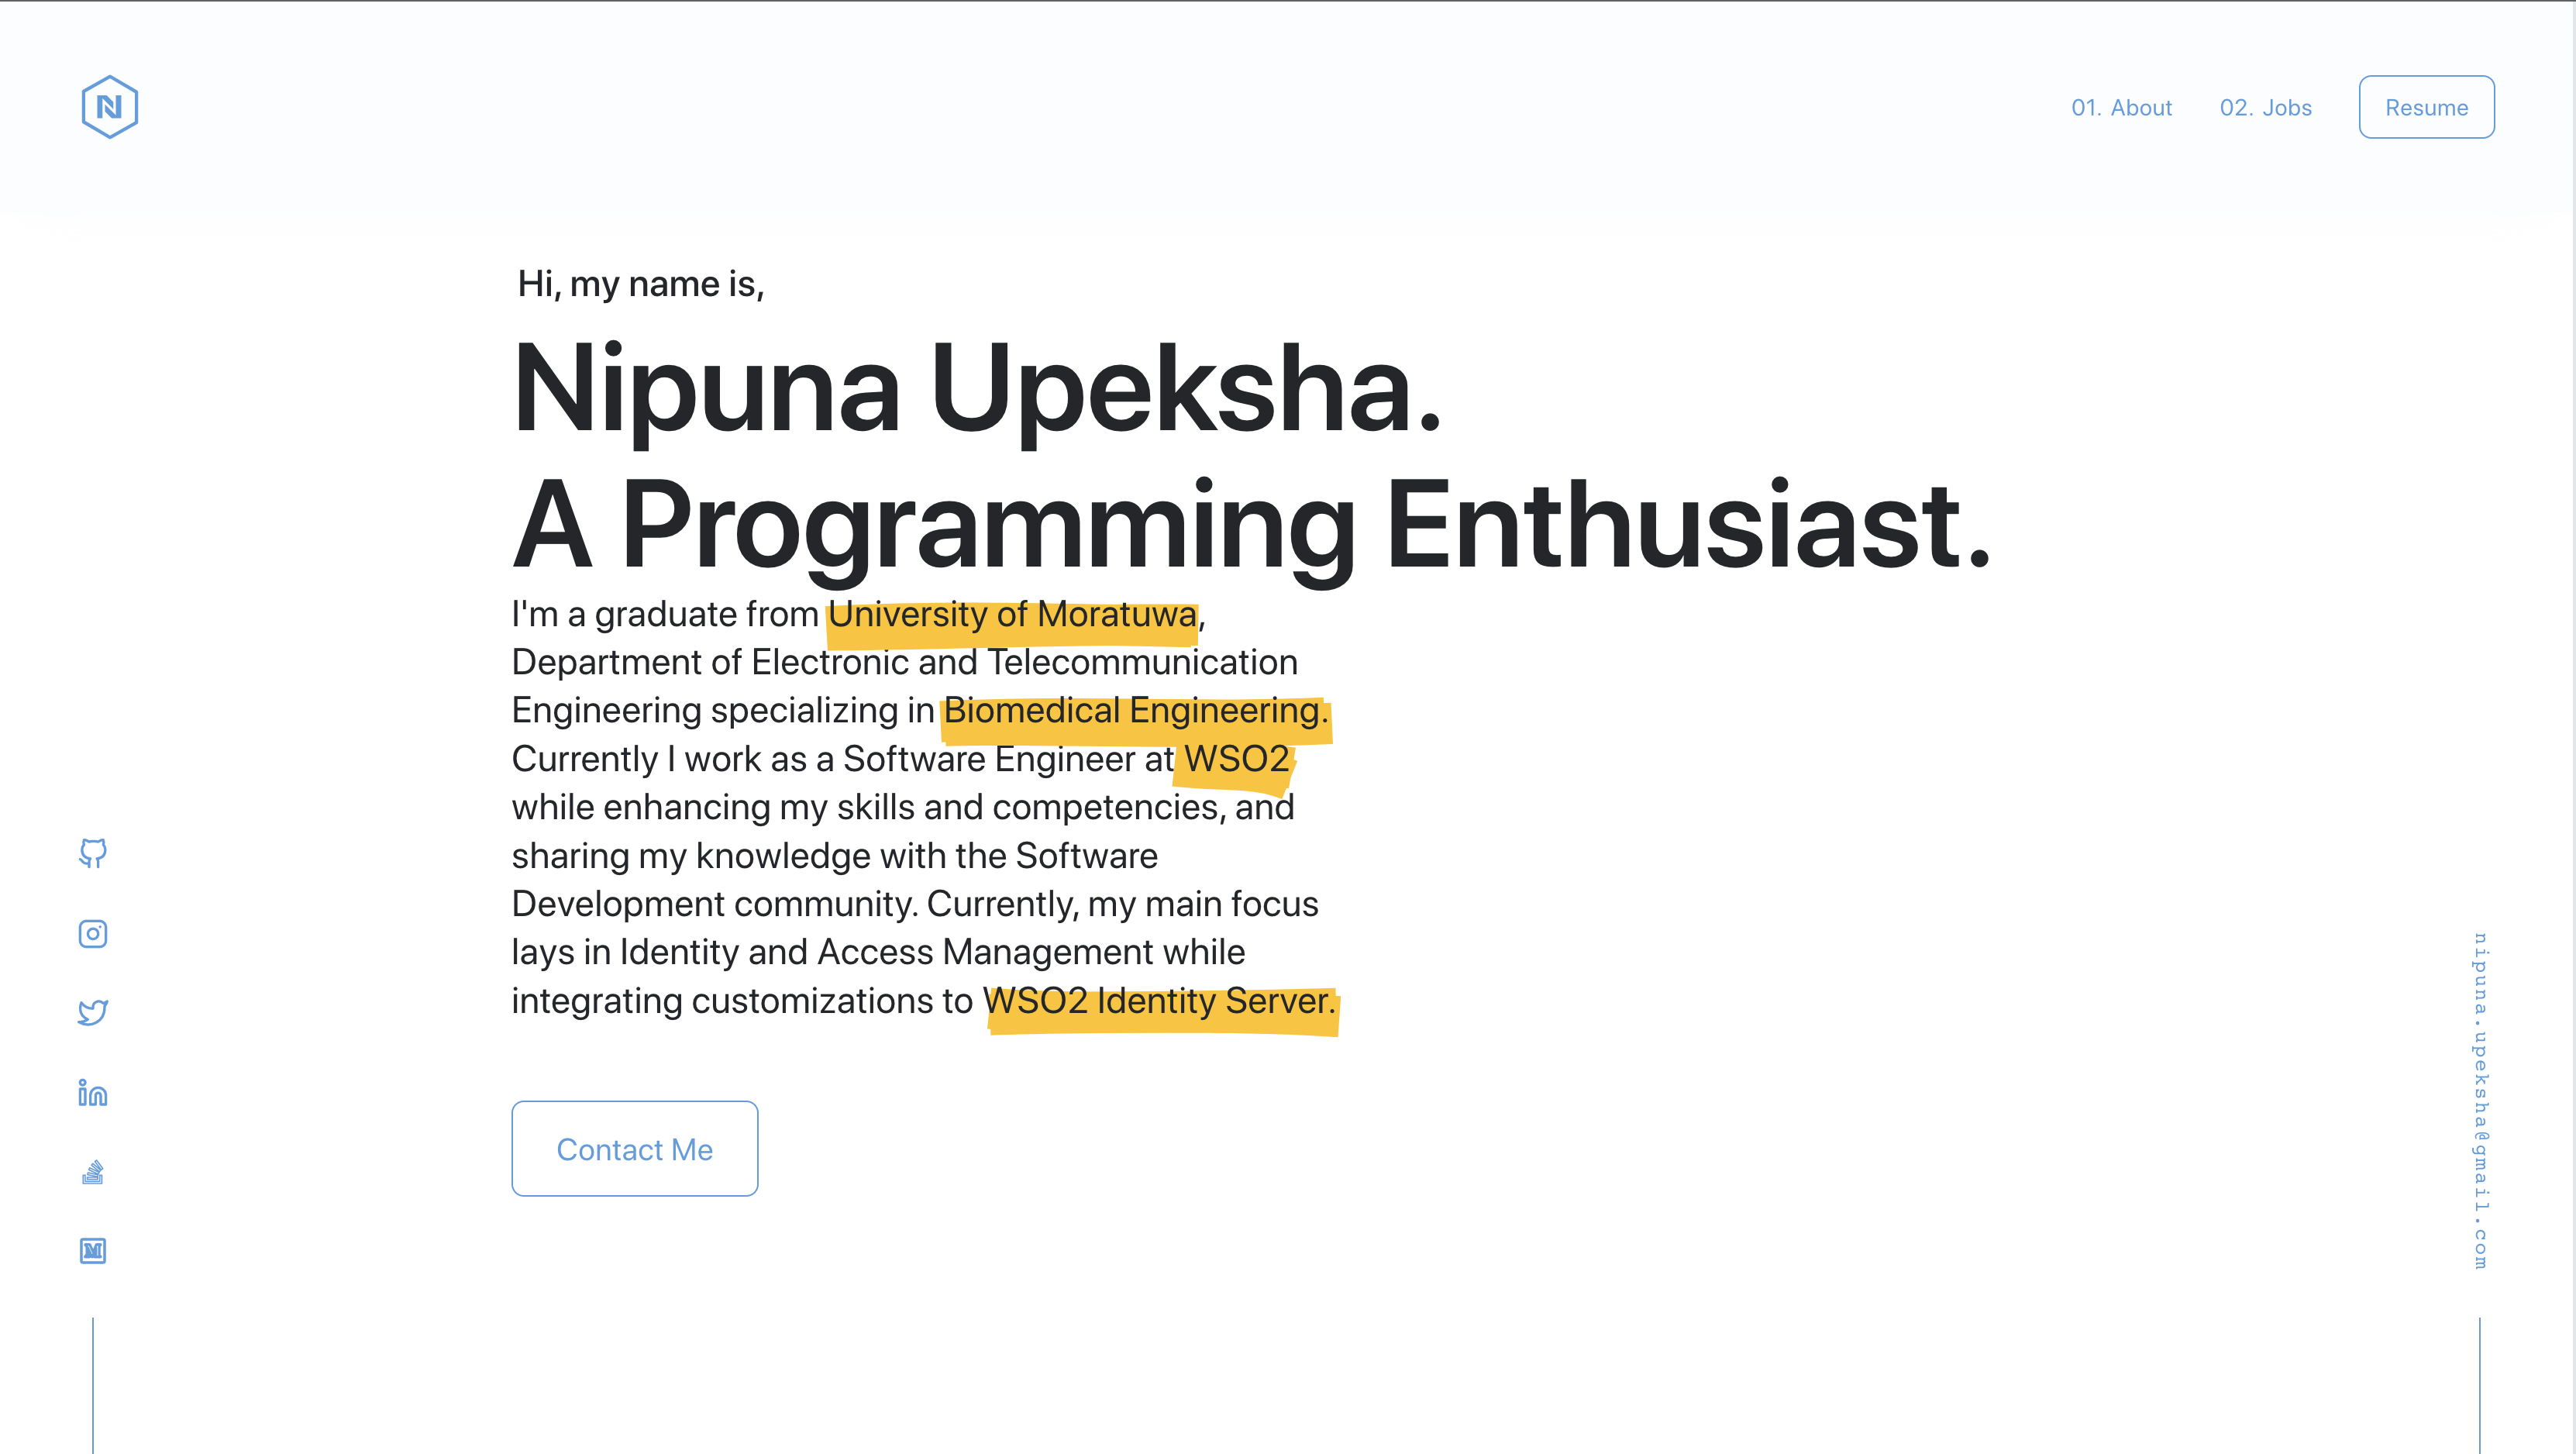 N
01. About
02. Jobs
Resume
Hi, my name is,
Nipuna Upeksha.
A Programming Enthusiast.
I'm a graduate from University of Moratuwa,
Department of Electronic and Telecommunication
Engineering specializing in Biomedical Engineering.
Currently I work as a Software Engineer at WSO2
while enhancing my skills and competencies, and
sharing my knowledge with the Software
Development community. Currently, my main focus
lays in Identity and Access Management while
integrating customizations to WSO2 Identity Server.
Contact Me
in
M
nipuna.upeksha@gmail.com